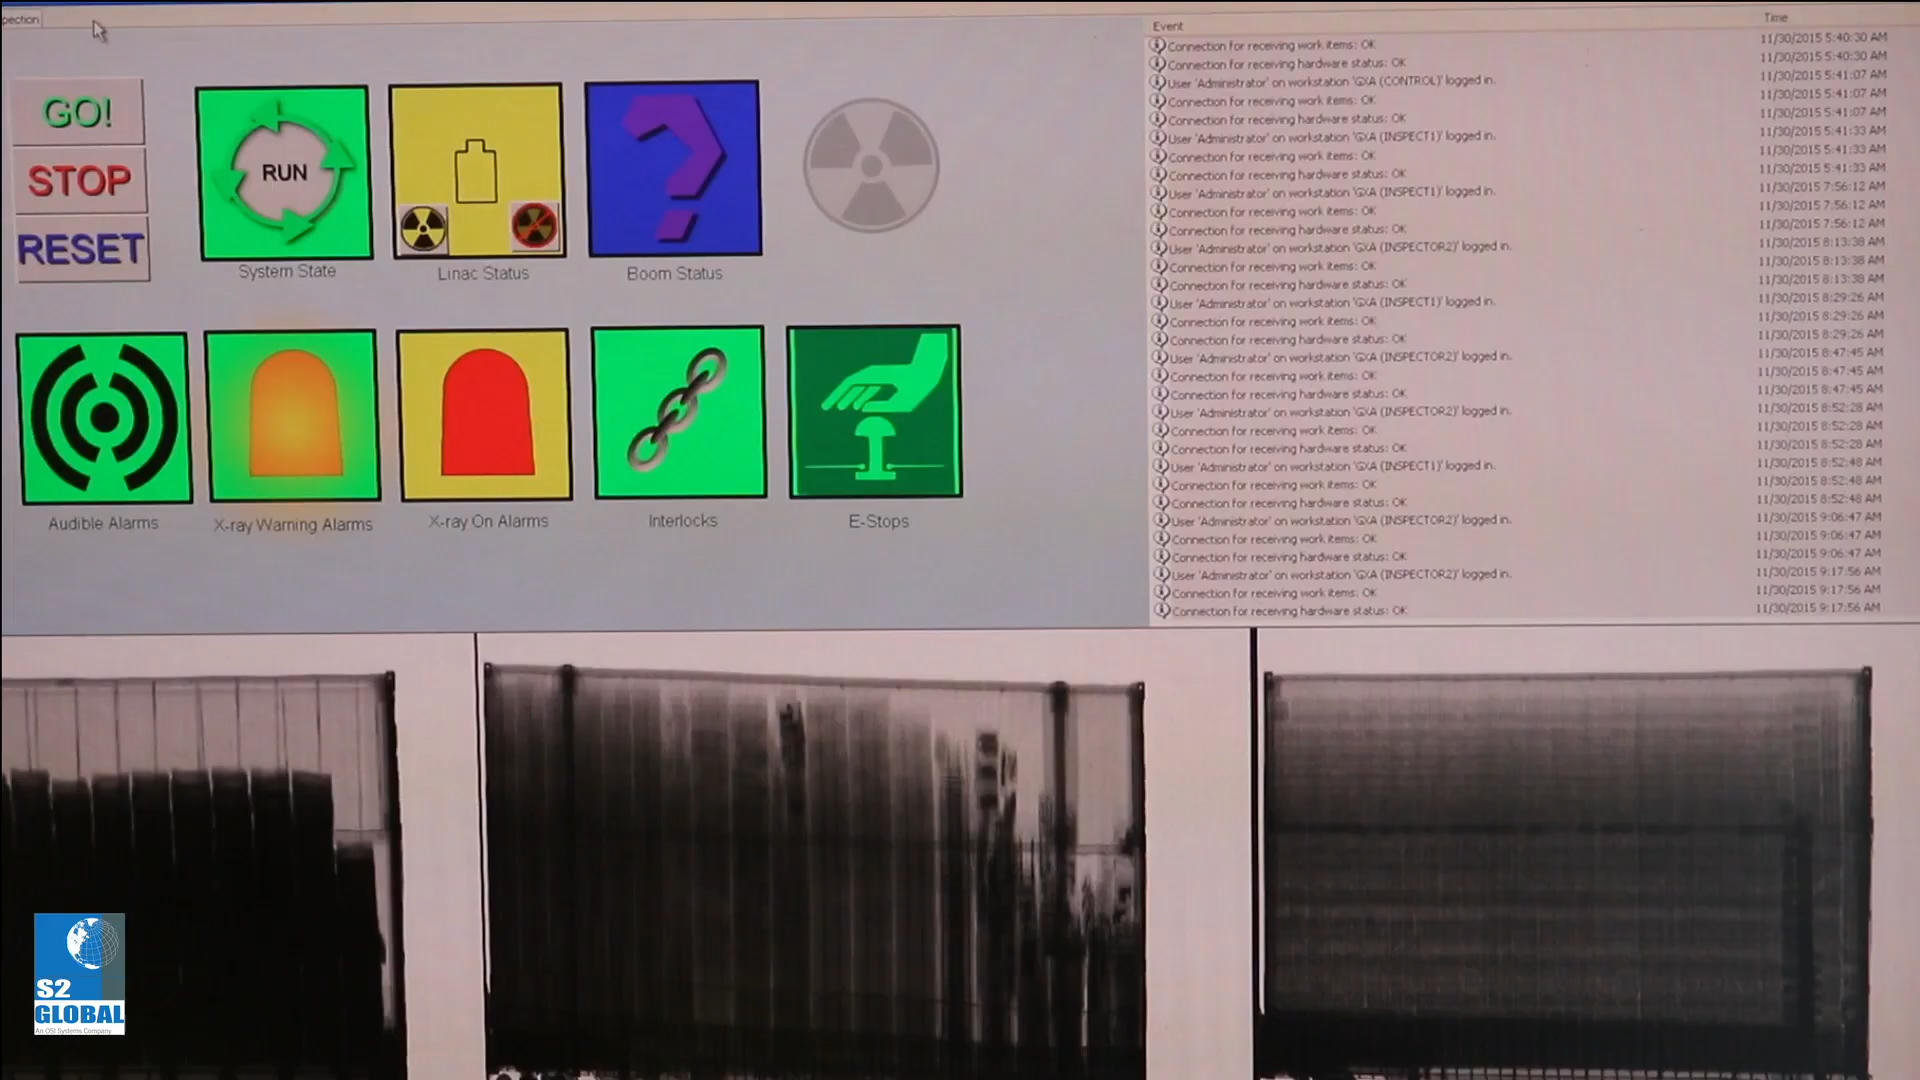 pection
GO!
STOP
RESET
RUN
System State
Linac Status
Boom Status
Audible Alarms
X-ray Warning Alarms
X-ray On Alarms
Interlocks
E-Stops
Event Time
Connection for receiving work items: OK 11/30/2015 5:40:30 AM
Connection for receiving hardware status: OK 11/30/2015 5:40:30 AM
User 'Administrator' on workstation 'GXA (CONTROL)' logged in. 11/30/2015 5:41:07 AM
Connection for receiving work items: OK 11/30/2015 5:41:07 AM
Connection for receiving hardware status: OK 11/30/2015 5:41:07 AM
User 'Administrator' on workstation 'GXA (INSPECT1)' logged in. 11/30/2015 5:41:33 AM
Connection for receiving work items: OK 11/30/2015 5:41:33 AM
Connection for receiving hardware status: OK 11/30/2015 5:41:33 AM
User 'Administrator' on workstation 'GXA (INSPECT1)' logged in. 11/30/2015 7:56:12 AM
Connection for receiving work items: OK 11/30/2015 7:56:12 AM
Connection for receiving hardware status: OK 11/30/2015 7:56:12 AM
User 'Administrator' on workstation 'GXA (INSPECTOR2)' logged in. 11/30/2015 8:13:38 AM
Connection for receiving work items: OK 11/30/2015 8:13:38 AM
Connection for receiving hardware status: OK 11/30/2015 8:13:38 AM
User 'Administrator' on workstation 'GXA (INSPECT1)' logged in. 11/30/2015 8:29:26 AM
Connection for receiving work items: OK 11/30/2015 8:29:26 AM
Connection for receiving hardware status: OK 11/30/2015 8:29:26 AM
User 'Administrator' on workstation 'GXA (INSPECTOR2)' logged in. 11/30/2015 8:47:45 AM
Connection for receiving work items: OK 11/30/2015 8:47:45 AM
Connection for receiving hardware status: OK 11/30/2015 8:47:45 AM
User 'Administrator' on workstation 'GXA (INSPECTOR2)' logged in. 11/30/2015 8:52:28 AM
Connection for receiving work items: OK 11/30/2015 8:52:28 AM
Connection for receiving hardware status: OK 11/30/2015 8:52:28 AM
User 'Administrator' on workstation 'GXA (INSPECT1)' logged in. 11/30/2015 8:52:48 AM
Connection for receiving work items: OK 11/30/2015 8:52:48 AM
Connection for receiving hardware status: OK 11/30/2015 8:52:48 AM
User 'Administrator' on workstation 'GXA (INSPECTOR2)' logged in. 11/30/2015 9:06:47 AM
Connection for receiving work items: OK 11/30/2015 9:06:47 AM
Connection for receiving hardware status: OK 11/30/2015 9:06:47 AM
User 'Administrator' on workstation 'GXA (INSPECTOR2)' logged in. 11/30/2015 9:17:56 AM
Connection for receiving work items: OK 11/30/2015 9:17:56 AM
Connection for receiving hardware status: OK 11/30/2015 9:17:56 AM
S2
GLOBAL
An OSI Systems Company